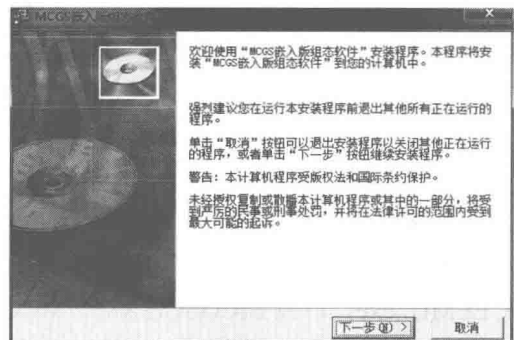 MCGS嵌入版组态
欢迎使用“MCGS嵌入版组态软件”安装程序。本程序将安
装“MCGS嵌入版组态软件”到您的计算机中。
强烈建议您在运行本安装程序前退出其他所有正在运行的
程序。
单击“取消”按钮可以退出安装程序以关闭其他正在运行
的程序，或者单击“下一步”按钮继续安装程序。
警告：本计算机程序受版权法和国际条约保护。
未经授权复制或散播本计算机程序或其中的一部分，将受
到严厉的民事或刑事处罚，并将在法律许可的范围内受到
最大可能的起诉。
下一步(N) >
取消